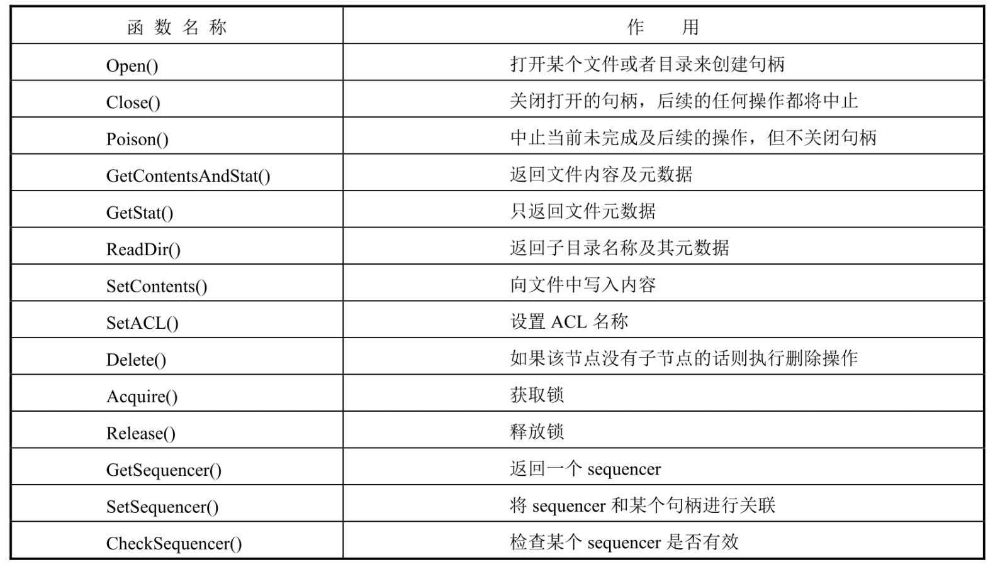 函数名称 作用
Open() 打开某个文件或者目录来创建句柄
Close() 关闭打开的句柄，后续的任何操作都将中止
Poison() 中止当前未完成及后续的操作，但不关闭句柄
GetContentsAndStat() 返回文件内容及元数据
GetStat() 只返回文件元数据
ReadDir() 返回子目录名称及其元数据
SetContents() 向文件中写入内容
SetACL() 设置 ACL 名称
Delete() 如果该节点没有子节点的话则执行删除操作
Acquire() 获取锁
Release() 释放锁
GetSequencer() 返回一个 sequencer
SetSequencer() 将 sequencer 和某个句柄进行关联
CheckSequencer() 检查某个 sequencer 是否有效